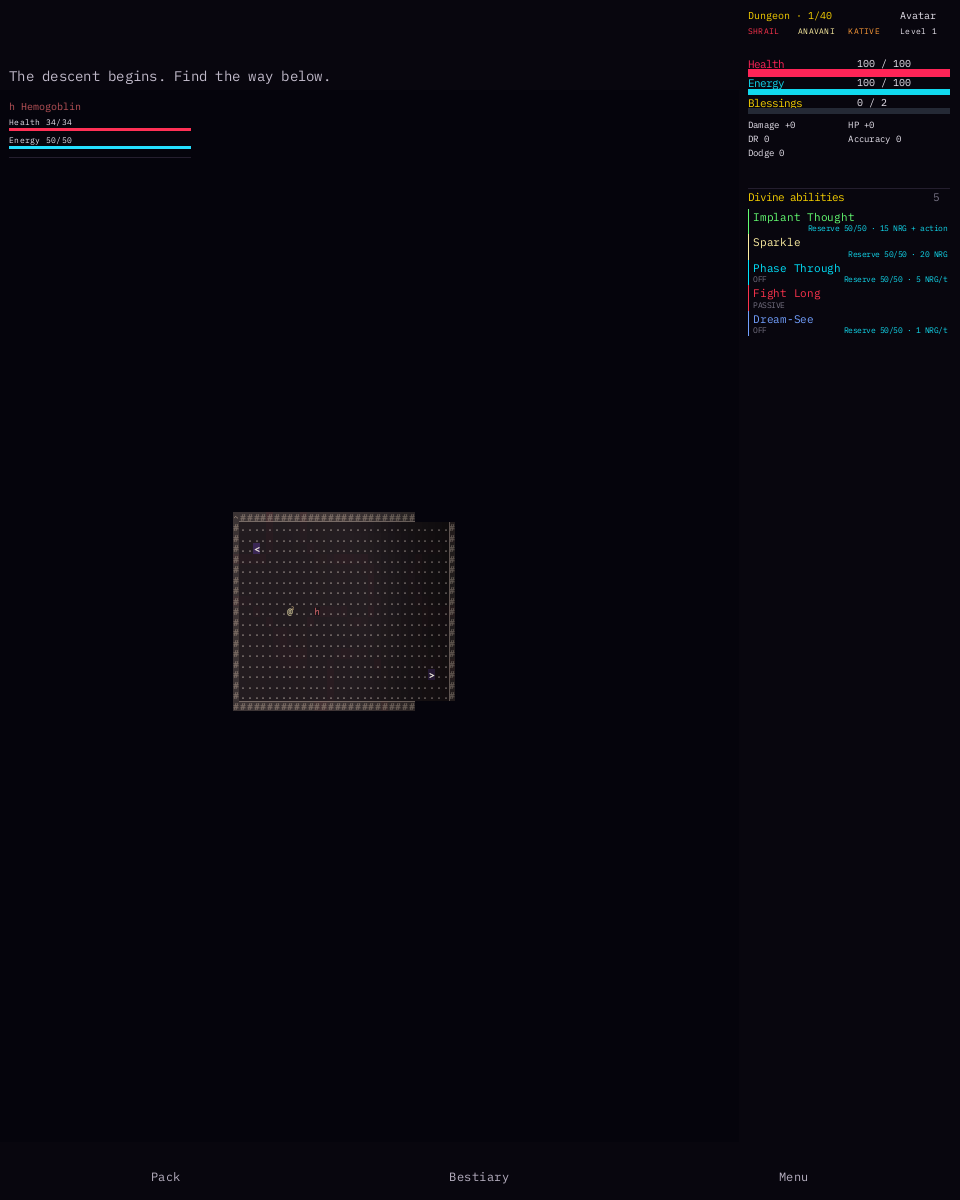 Dungeon · 1/40 Avatar
SHRAIL ANAVANI KATIVE Level 1
The descent begins. Find the way below.
Health 100 / 100
Energy 100 / 100
Blessings 0 / 2
Damage +0 HP +0
DR 0 Accuracy 0
Dodge 0
h Hemogoblin
Health 34/34
Energy 50/50
Divine abilities 5
Implant Thought
Reserve 50/50 · 15 NRG + action
Sparkle
Reserve 50/50 · 20 NRG
Phase Through
OFF Reserve 50/50 · 5 NRG/t
Fight Long
PASSIVE
Dream-See
OFF Reserve 50/50 · 1 NRG/t
<
@ h
>
Pack Bestiary Menu